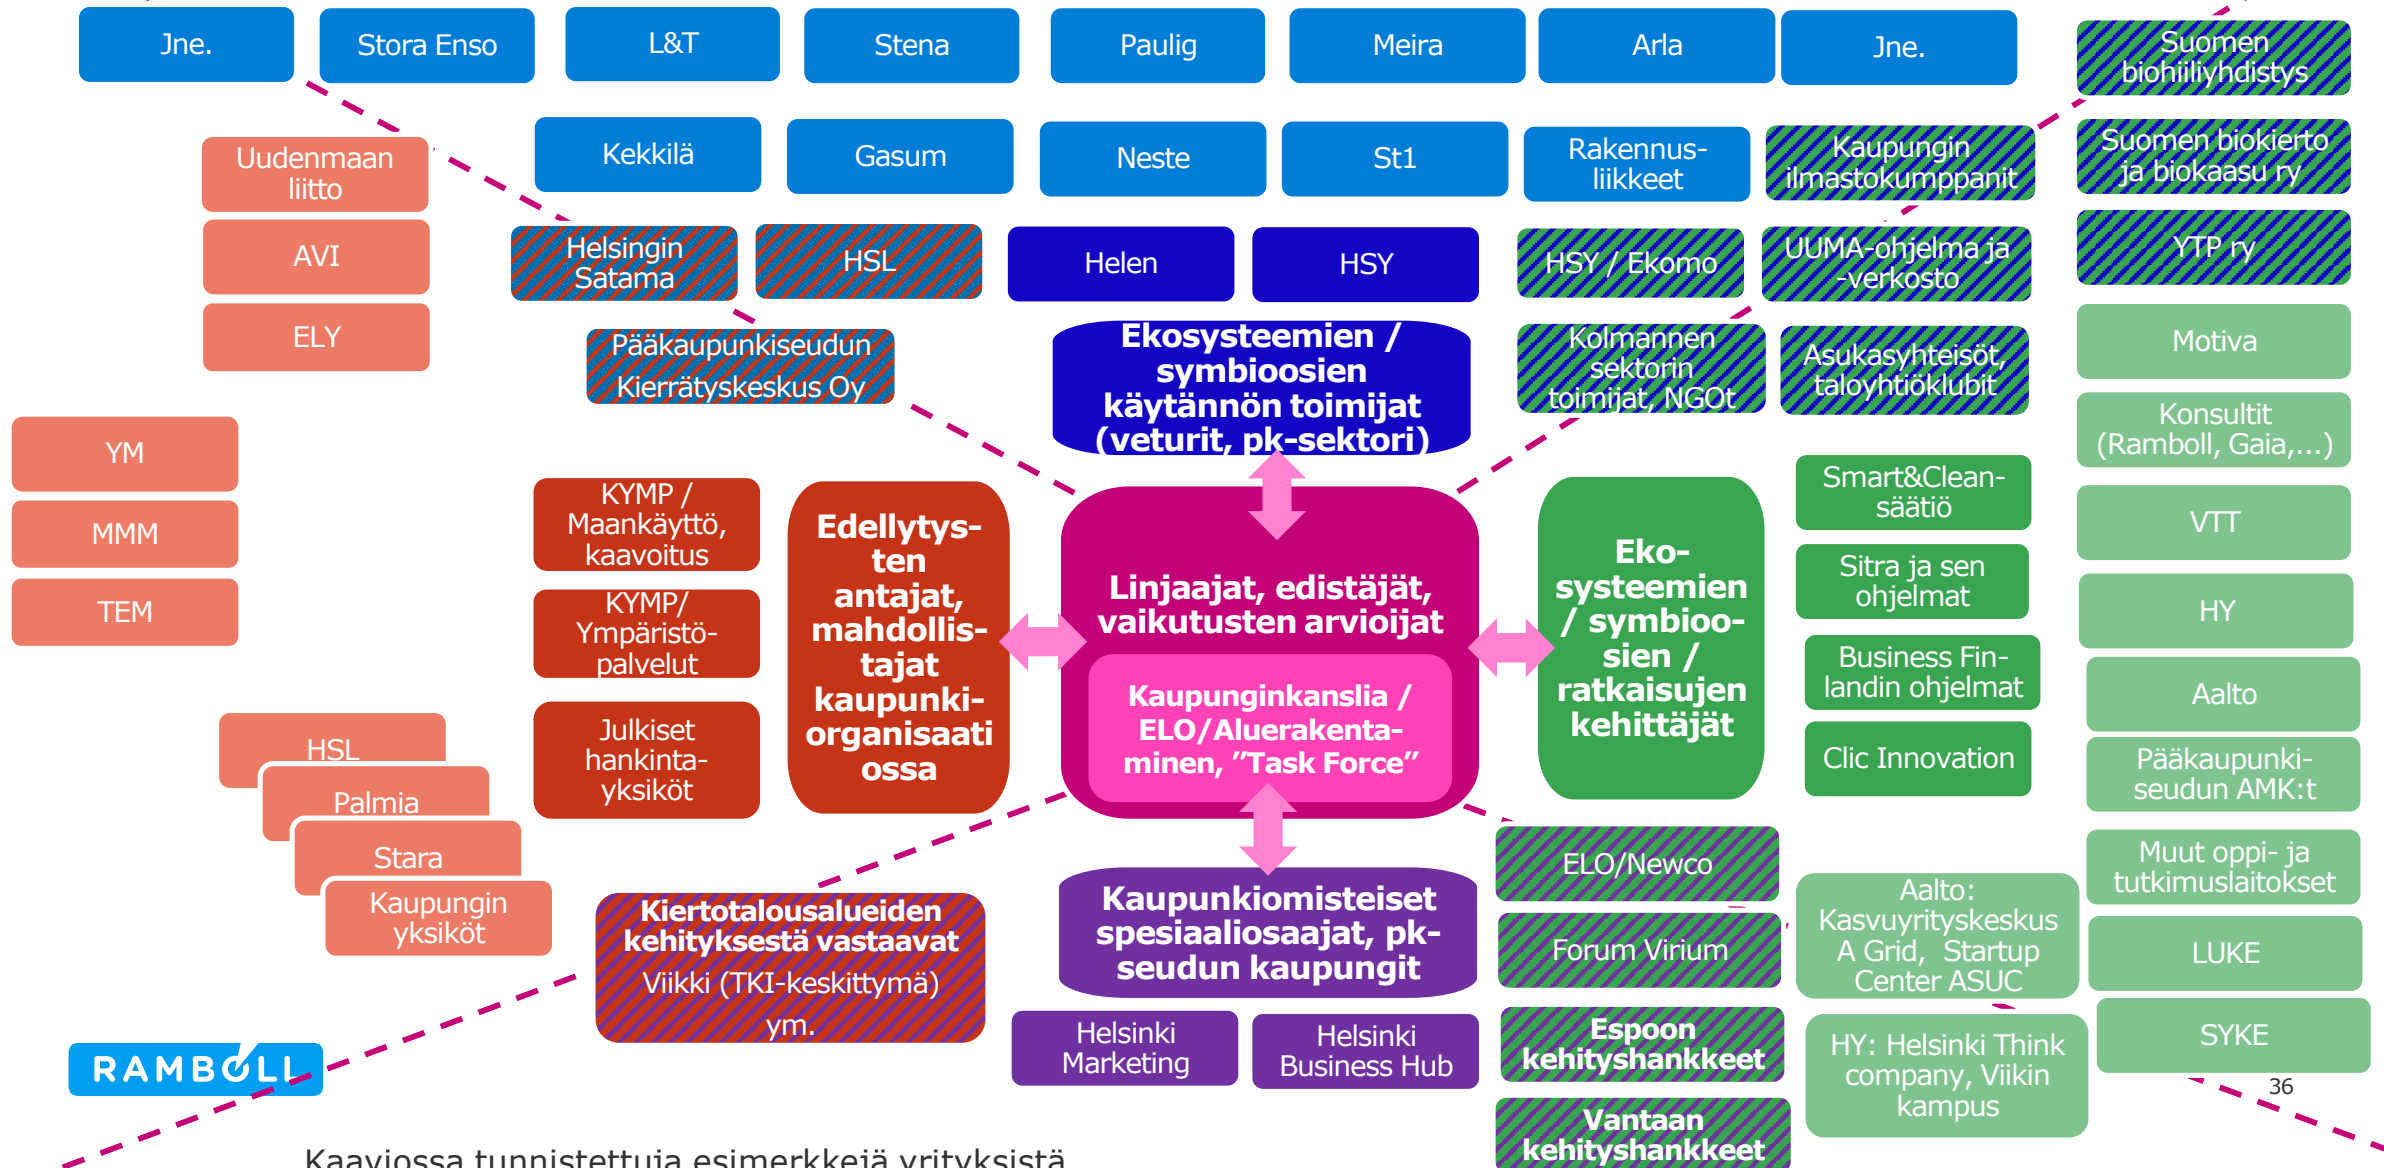 Jne.
Stora Enso
L&T
Stena
Paulig
Meira
Arla
Jne.
Suomen
biohiiliyhdistys
Uudenmaan
liitto
Kekkilä
Gasum
Neste
St1
Rakennus-
liikkeet
Kaupungin
ilmastokumppanit
Suomen biokierto
ja biokaasu ry
AVI
Helsingin
Satama
HSL
Helen
HSY
HSY / Ekomo
UUMA-ohjelma ja
-verkosto
YTP ry
ELY
Pääkaupunkiseudun
Kierrätyskeskus Oy
Ekosysteemien /
symbioosien
käytännön toimijat
(veturit, pk-sektori)
Kolmannen
sektorin
toimijat, NGOt
Asukasyhteisöt,
taloyhtiöklubit
Motiva
Konsultit
(Ramboll, Gaia,...)
YM
MMM
TEM
KYMP /
Maankäyttö,
kaavoitus
KYMP/
Ympäristö-
palvelut
Julkiset
hankinta-
yksiköt
Edellytys-
ten
antajat,
mahdollis-
tajat
kaupunki-
organisaati
ossa
Linjaajat, edistäjät,
vaikutusten arvioijat
Kaupunginkanslia /
ELO/Aluerakenta-
minen, ”Task Force”
Eko-
systeemien
/ symbioo-
sien /
ratkaisujen
kehittäjät
Smart&Clean-
säätiö
Sitra ja sen
ohjelmat
Business Fin-
landin ohjelmat
Clic Innovation
VTT
HY
Aalto
Pääkaupunki-
seudun AMK:t
Muut oppi- ja
tutkimuslaitokset
LUKE
SYKE
HSL
Palmia
Stara
Kaupungin
yksiköt
Kiertotalousalueiden
kehityksestä vastaavat
Viikki (TKI-keskittymä)
ym.
Kaupunkiomisteiset
spesiaaliosaajat, pk-
seudun kaupungit
Helsinki
Marketing
Helsinki
Business Hub
ELO/Newco
Forum Virium
Espoon
kehityshankkeet
Vantaan
kehityshankkeet
Aalto:
Kasvuyrityskeskus
A Grid, Startup
Center ASUC
HY: Helsinki Think
company, Viikin
kampus
RAMBOLL
36
Kaaviossa tunnistettuja esimerkkejä yrityksistä